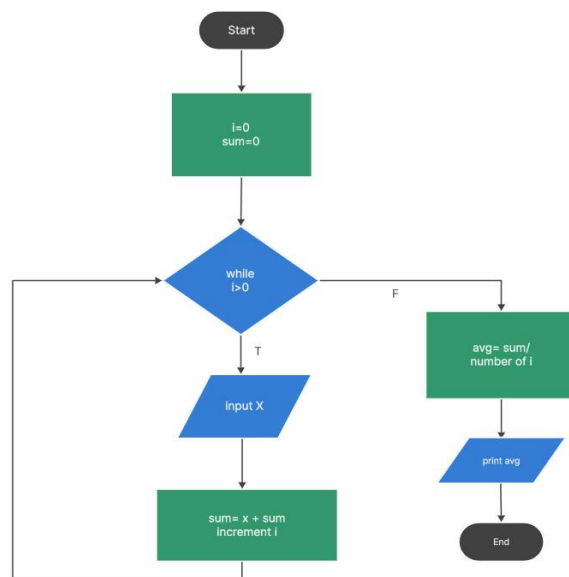 Start
i=0
sum=0
while
i>0
F
T
avg= sum/
number of i
input X
print avg
sum= x + sum
increment i
End